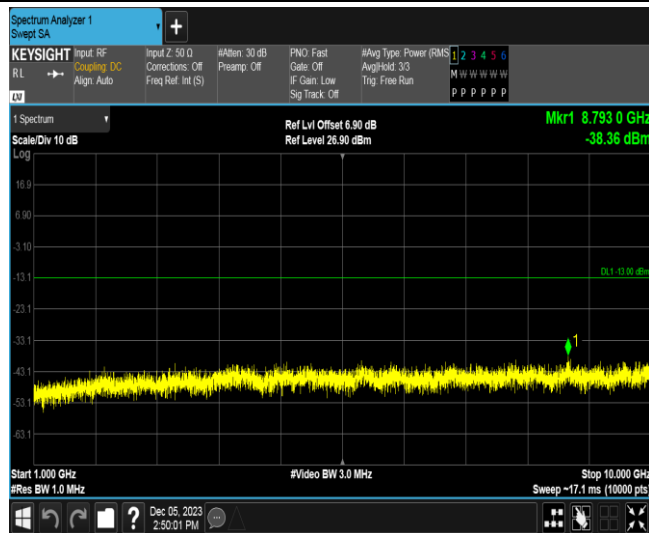 Spectrum Analyzer 1
Swept SA
KEYSIGHT
RL
Input: RF
Coupling: DC
Align: Auto
Input Z: 50 Ω
Corrections: Off
Freq Ref: Int (S)
#Atten: 30 dB
Preamp: Off
PNO: Fast
Gate: Off
IF Gain: Low
Sig Track: Off
#Avg Type: Power (RMS
Avg|Hold: 3/3
Trig: Free Run
1 2 3 4 5 6
M W W W W W
P P P P P P
1 Spectrum
Scale/Div 10 dB
Log
Ref Lvl Offset 6.90 dB
Ref Level 26.90 dBm
Mkr1 8.793 0 GHz
-38.36 dBm
16.9
6.90
-3.10
-13.1
DL1 -13.00 dBm
-23.1
-33.1
1
-43.1
-53.1
-63.1
Start 1.000 GHz
#Res BW 1.0 MHz
#Video BW 3.0 MHz
Stop 10.000 GHz
Sweep ~17.1 ms (10000 pts)
?
Dec 05, 2023
2:50:01 PM